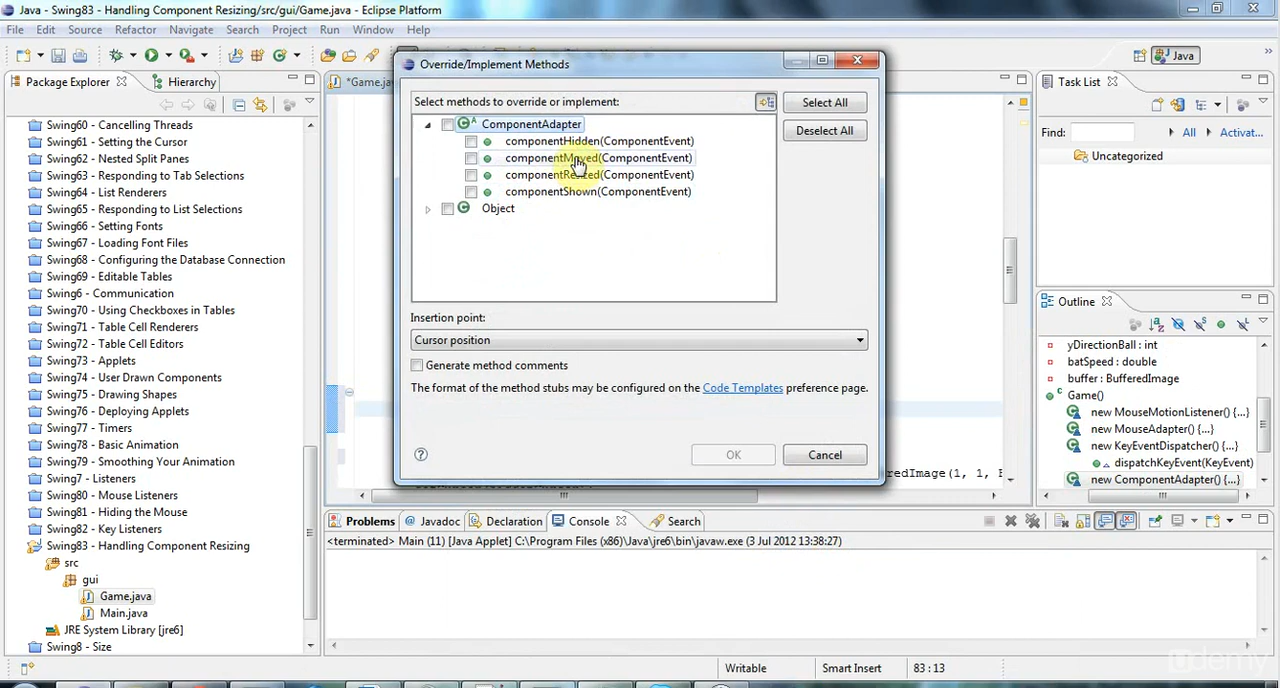 Java - Swing83 - Handling Component Resizing/src/gui/Game.java - Eclipse Platform
File Edit Source Refactor Navigate Search Project Run Window Help
Java
Package Explorer Hierarchy
Swing60 - Cancelling Threads
Swing61 - Setting the Cursor
Swing62 - Nested Split Panes
Swing63 - Responding to Tab Selections
Swing64 - List Renderers
Swing65 - Responding to List Selections
Swing66 - Setting Fonts
Swing67 - Loading Font Files
Swing68 - Configuring the Database Connection
Swing69 - Editable Tables
Swing6 - Communication
Swing70 - Using Checkboxes in Tables
Swing71 - Table Cell Renderers
Swing72 - Table Cell Editors
Swing73 - Applets
Swing74 - User Drawn Components
Swing75 - Drawing Shapes
Swing76 - Deploying Applets
Swing77 - Timers
Swing78 - Basic Animation
Swing79 - Smoothing Your Animation
Swing7 - Listeners
Swing80 - Mouse Listeners
Swing81 - Hiding the Mouse
Swing82 - Key Listeners
Swing83 - Handling Component Resizing
src
gui
Game.java
Main.java
JRE System Library [jre6]
Swing8 - Size
*Game.ja
Override/Implement Methods
Select methods to override or implement:
ComponentAdapter
componentHidden(ComponentEvent)
componentMoved(ComponentEvent)
componentResized(ComponentEvent)
componentShown(ComponentEvent)
Object
Select All
Deselect All
Insertion point:
Cursor position
Generate method comments
The format of the method stubs may be configured on the Code Templates preference page.
OK Cancel
eredImage(1, 1, B
Task List
Find: All Activat...
Uncategorized
Outline
yDirectionBall : int
batSpeed : double
buffer : BufferedImage
Game()
new MouseMotionListener() {...}
new MouseAdapter() {...}
new KeyEventDispatcher() {...}
dispatchKeyEvent(KeyEvent)
new ComponentAdapter() {...}
Problems @ Javadoc Declaration Console Search
<terminated> Main (11) [Java Applet] C:\Program Files (x86)\Java\jre6\bin\javaw.exe (3 Jul 2012 13:38:27)
Writable Smart Insert 83 : 13
udemy